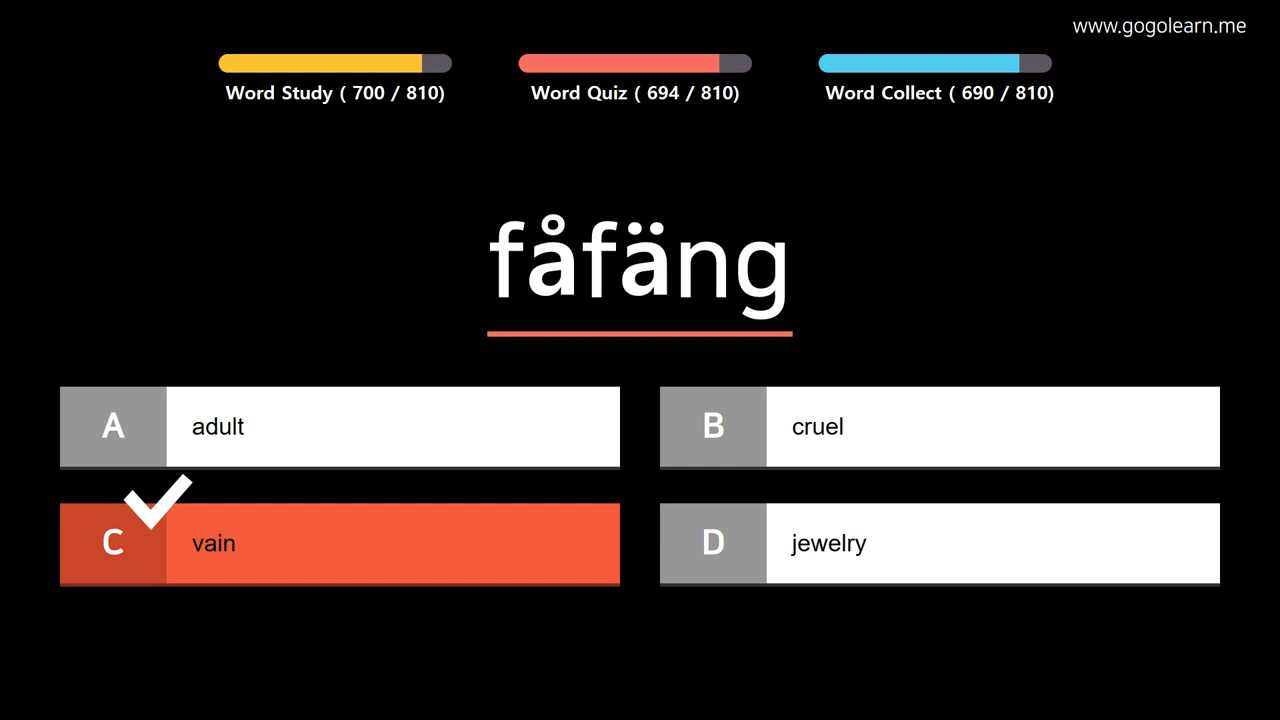 www.gogolearn.me
Word Study ( 700 / 810)
Word Quiz ( 694 / 810)
Word Collect ( 690 / 810)
fåfäng
A adult
B cruel
C vain
D jewelry